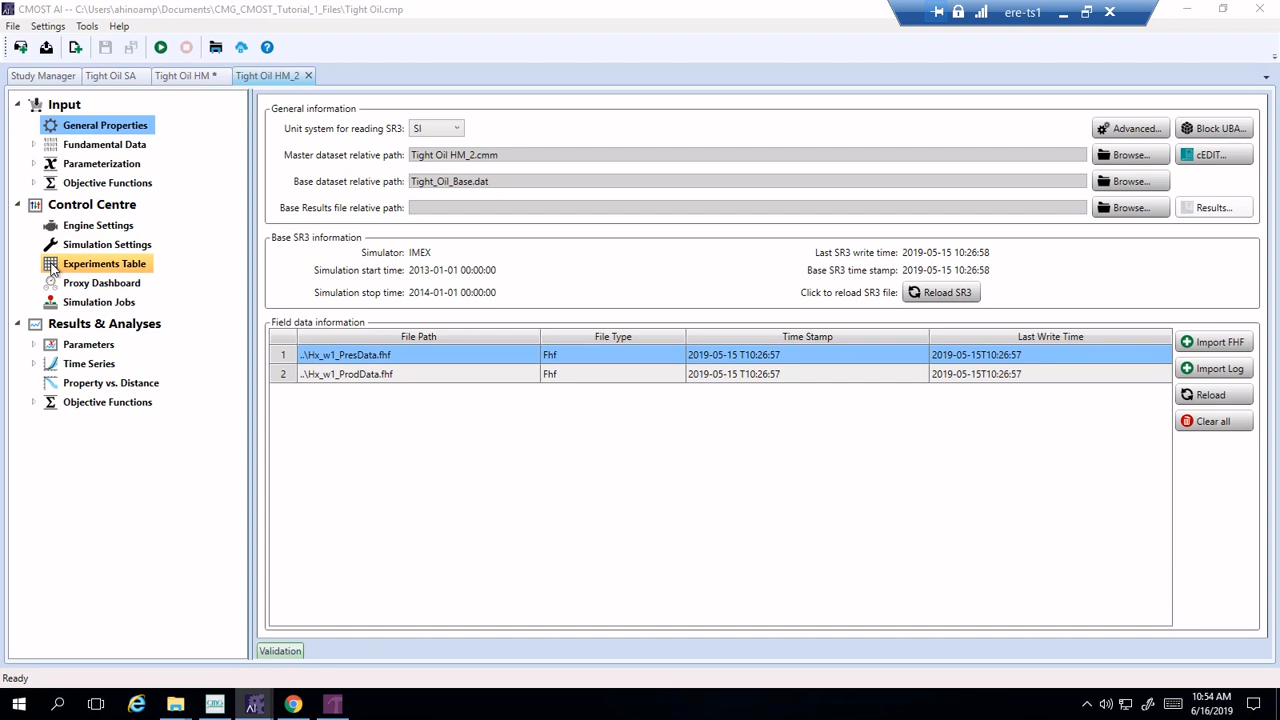 CMOST AI -- C:\Users\ahinoamp\Documents\CMG_CMOST_Tutorial_1_Files\Tight Oil.cmp
ere-ts1
File Settings Tools Help
Study Manager Tight Oil SA Tight Oil HM * Tight Oil HM_2
Input
General Properties
Fundamental Data
Parameterization
Objective Functions
Control Centre
Engine Settings
Simulation Settings
Experiments Table
Proxy Dashboard
Simulation Jobs
Results & Analyses
Parameters
Time Series
Property vs. Distance
Objective Functions
General information
Unit system for reading SR3: SI Advanced... Block UBA...
Master dataset relative path: Tight Oil HM_2.cmm Browse... cEDIT...
Base dataset relative path: Tight_Oil_Base.dat Browse...
Base Results file relative path: Browse... Results...
Base SR3 information
Simulator: IMEX Last SR3 write time: 2019-05-15 10:26:58
Simulation start time: 2013-01-01 00:00:00 Base SR3 time stamp: 2019-05-15 10:26:58
Simulation stop time: 2014-01-01 00:00:00 Click to reload SR3 file: Reload SR3
Field data information
File Path File Type Time Stamp Last Write Time
1 ..\Hx_w1_PresData.fhf Fhf 2019-05-15 T10:26:57 2019-05-15T10:26:57
2 ..\Hx_w1_ProdData.fhf Fhf 2019-05-15 T10:26:57 2019-05-15T10:26:57
Import FHF
Import Log
Reload
Clear all
Validation
Ready
CMG AI T
10:54 AM
6/16/2019